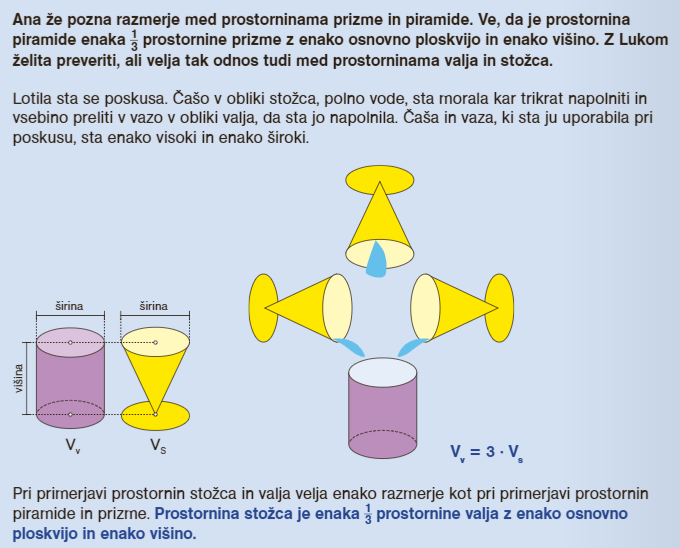 Ana že pozna razmerje med prostorninama prizme in piramide. Ve, da je prostornina
piramide enaka 1/3 prostornine prizme z enako osnovno ploskvijo in enako višino. Z Lukom
želita preveriti, ali velja tak odnos tudi med prostorninama valja in stožca.
Lotila sta se poskusa. Čašo v obliki stožca, polno vode, sta morala kar trikrat napolniti in
vsebino preliti v vazo v obliki valja, da sta jo napolnila. Čaša in vaza, ki sta ju uporabila pri
poskusu, sta enako visoki in enako široki.
širina širina
višina
Vv VS
Vv = 3 · Vs
Pri primerjavi prostornin stožca in valja velja enako razmerje kot pri primerjavi prostornin
piramide in prizme. Prostornina stožca je enaka 1/3 prostornine valja z enako osnovno
ploskvijo in enako višino.